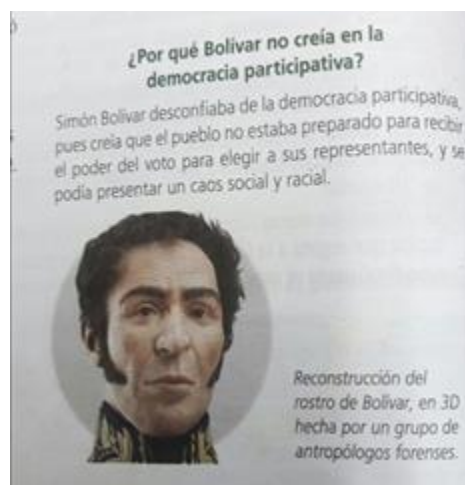 ¿Por qué Bolívar no creía en la
democracia participativa?
Simón Bolívar desconfiaba de la democracia participativa,
pues creía que el pueblo no estaba preparado para recibir
el poder del voto para elegir a sus representantes, y se
podía presentar un caos social y racial.
Reconstrucción del
rostro de Bolívar, en 3D
hecha por un grupo de
antropólogos forenses.